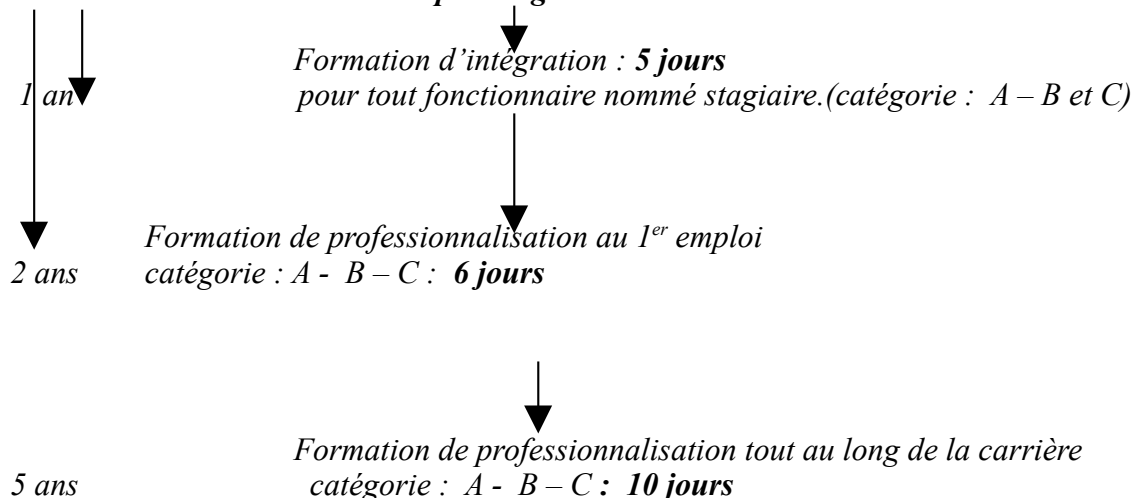 Formation d’intégration : 5 jours
1 an pour tout fonctionnaire nommé stagiaire.(catégorie : A – B et C)
Formation de professionnalisation au 1er emploi
2 ans catégorie : A - B – C : 6 jours
Formation de professionnalisation tout au long de la carrière
5 ans catégorie : A - B – C : 10 jours